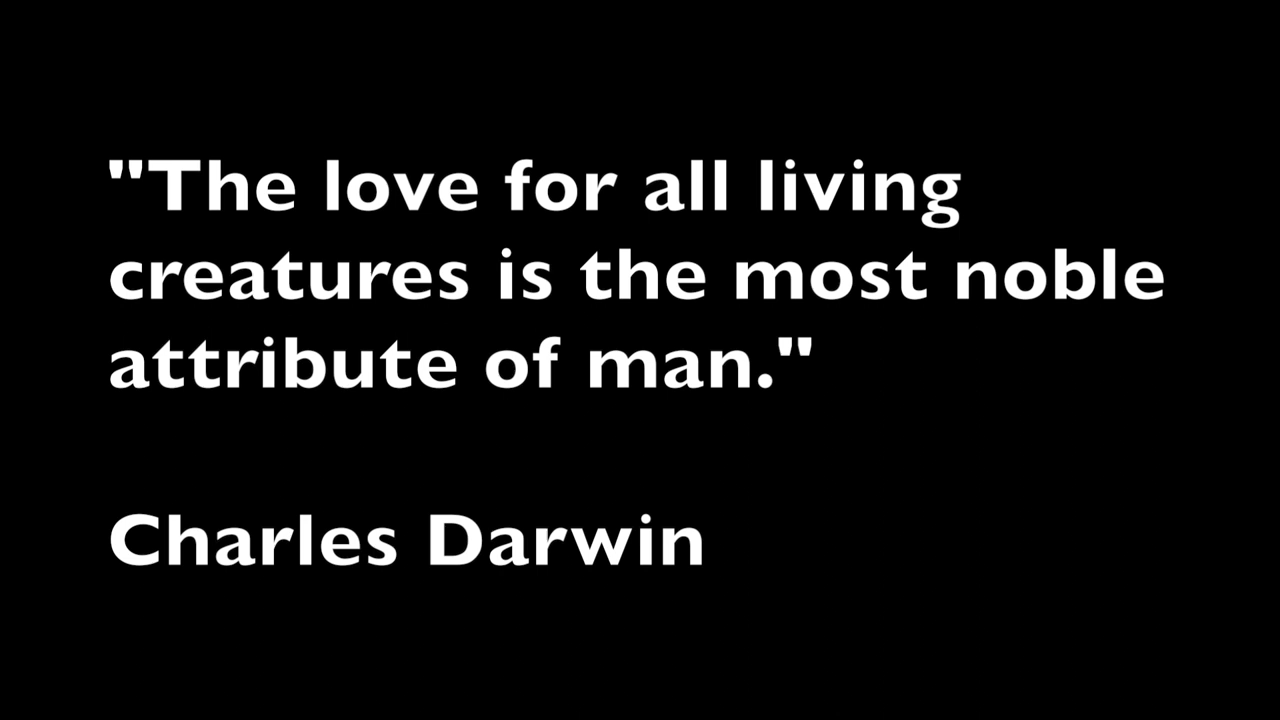 "The love for all living
creatures is the most noble
attribute of man."
Charles Darwin